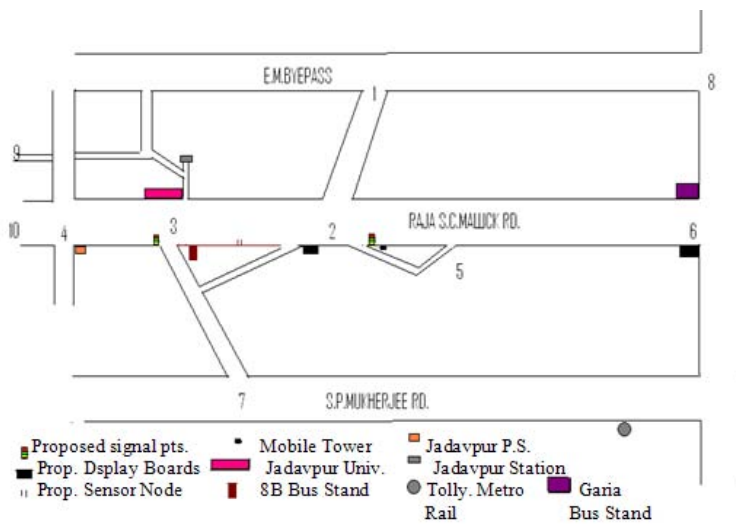 E.M.BYEPASS
1
8
9
RAJA S.C.MALLICK RD.
10
4
3
2
6
5
7
S.P.MUKHERJEE RD.
Proposed signal pts.
Mobile Tower
Jadavpur P.S.
Prop. Dsplay Boards
Jadavpur Univ.
Jadavpur Station
Prop. Sensor Node
8B Bus Stand
Tolly. Metro
Rail
Garia
Bus Stand